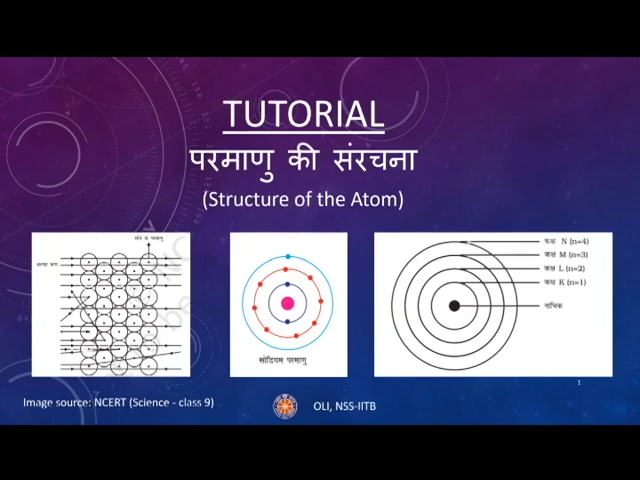 TUTORIAL
परमाणु की संरचना
(Structure of the Atom)
सोने के परमाणु
कक्ष N (n=4)
कक्ष M (n=3)
कक्ष L (n=2)
कक्ष K (n=1)
नाभिक
सोडियम परमाणु
1
Image source: NCERT (Science - class 9)
OLI, NSS-IITB